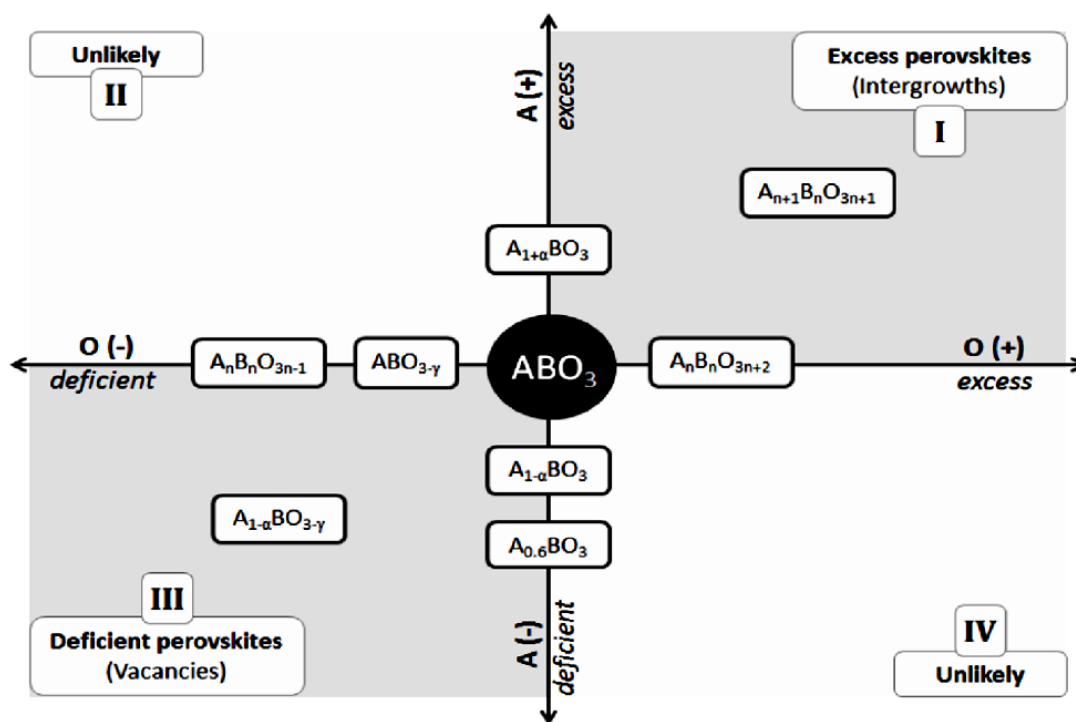 Unlikely
II
A (+)
excess
Excess perovskites
(Intergrowths)
I
Aₙ₊₁BₙO₃ₙ₊₁
A₁₊αBO₃
O (-)
deficient
AₙBₙO₃ₙ₋₁
ABO₃₋ᵧ
ABO₃
AₙBₙO₃ₙ₊₂
O (+)
excess
A₁₋αBO₃
A₁₋αBO₃₋ᵧ
A₀.₆BO₃
III
Deficient perovskites
(Vacancies)
A (-)
deficient
IV
Unlikely